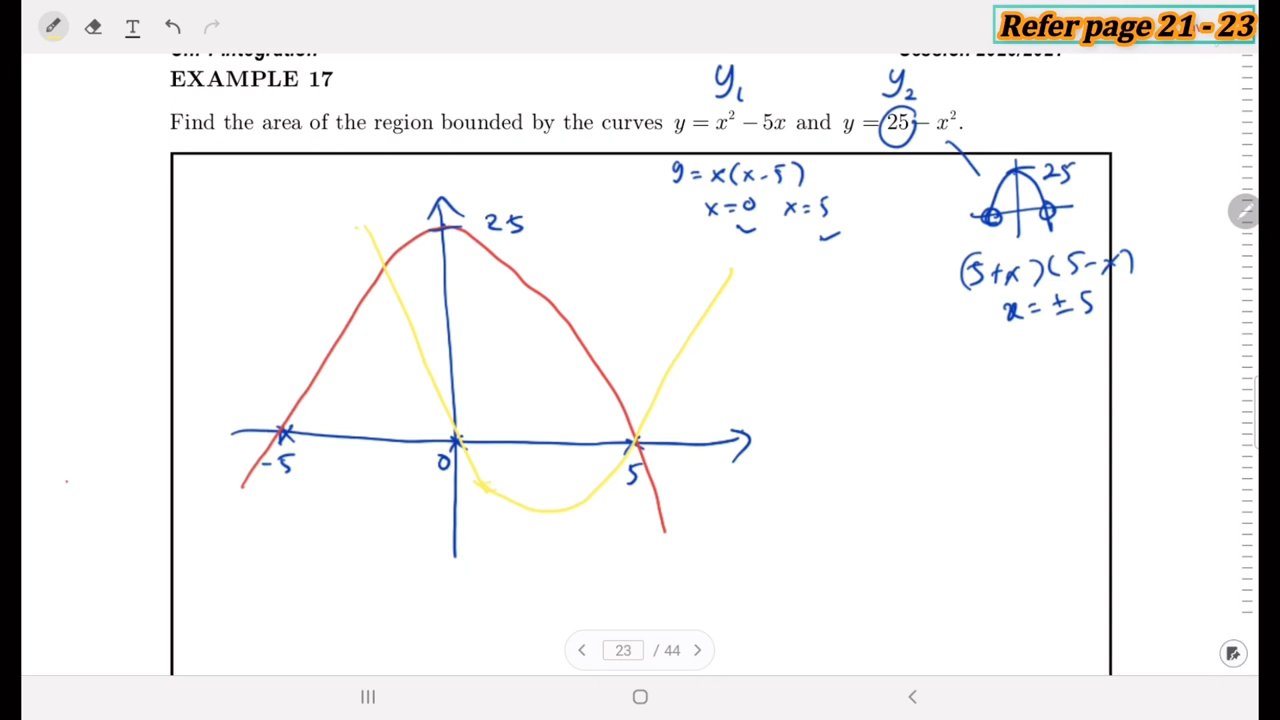 Refer page 21 - 23
EXAMPLE 17
y₁ y₂
Find the area of the region bounded by the curves y = x² − 5x and y = 25 − x².
y = x(x-5)
x=0 x=5
25
25
(5+x)(5-x)
x = ± 5
-5 0 5
23 / 44